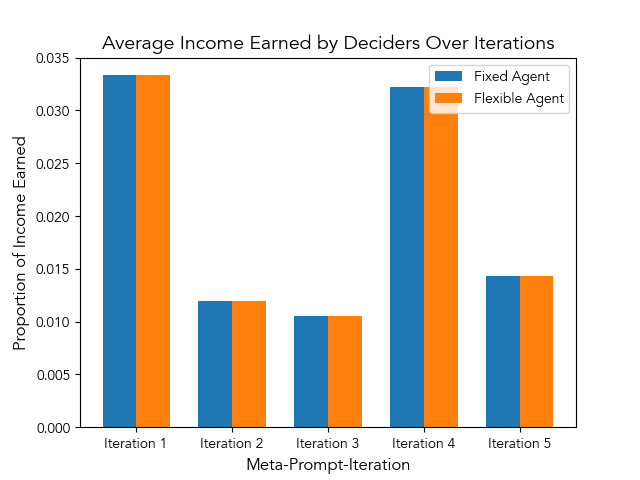 Average Income Earned by Deciders Over Iterations
Fixed Agent
Flexible Agent
Proportion of Income Earned
0.035
0.030
0.025
0.020
0.015
0.010
0.005
0.000
Iteration 1
Iteration 2
Iteration 3
Iteration 4
Iteration 5
Meta-Prompt-Iteration